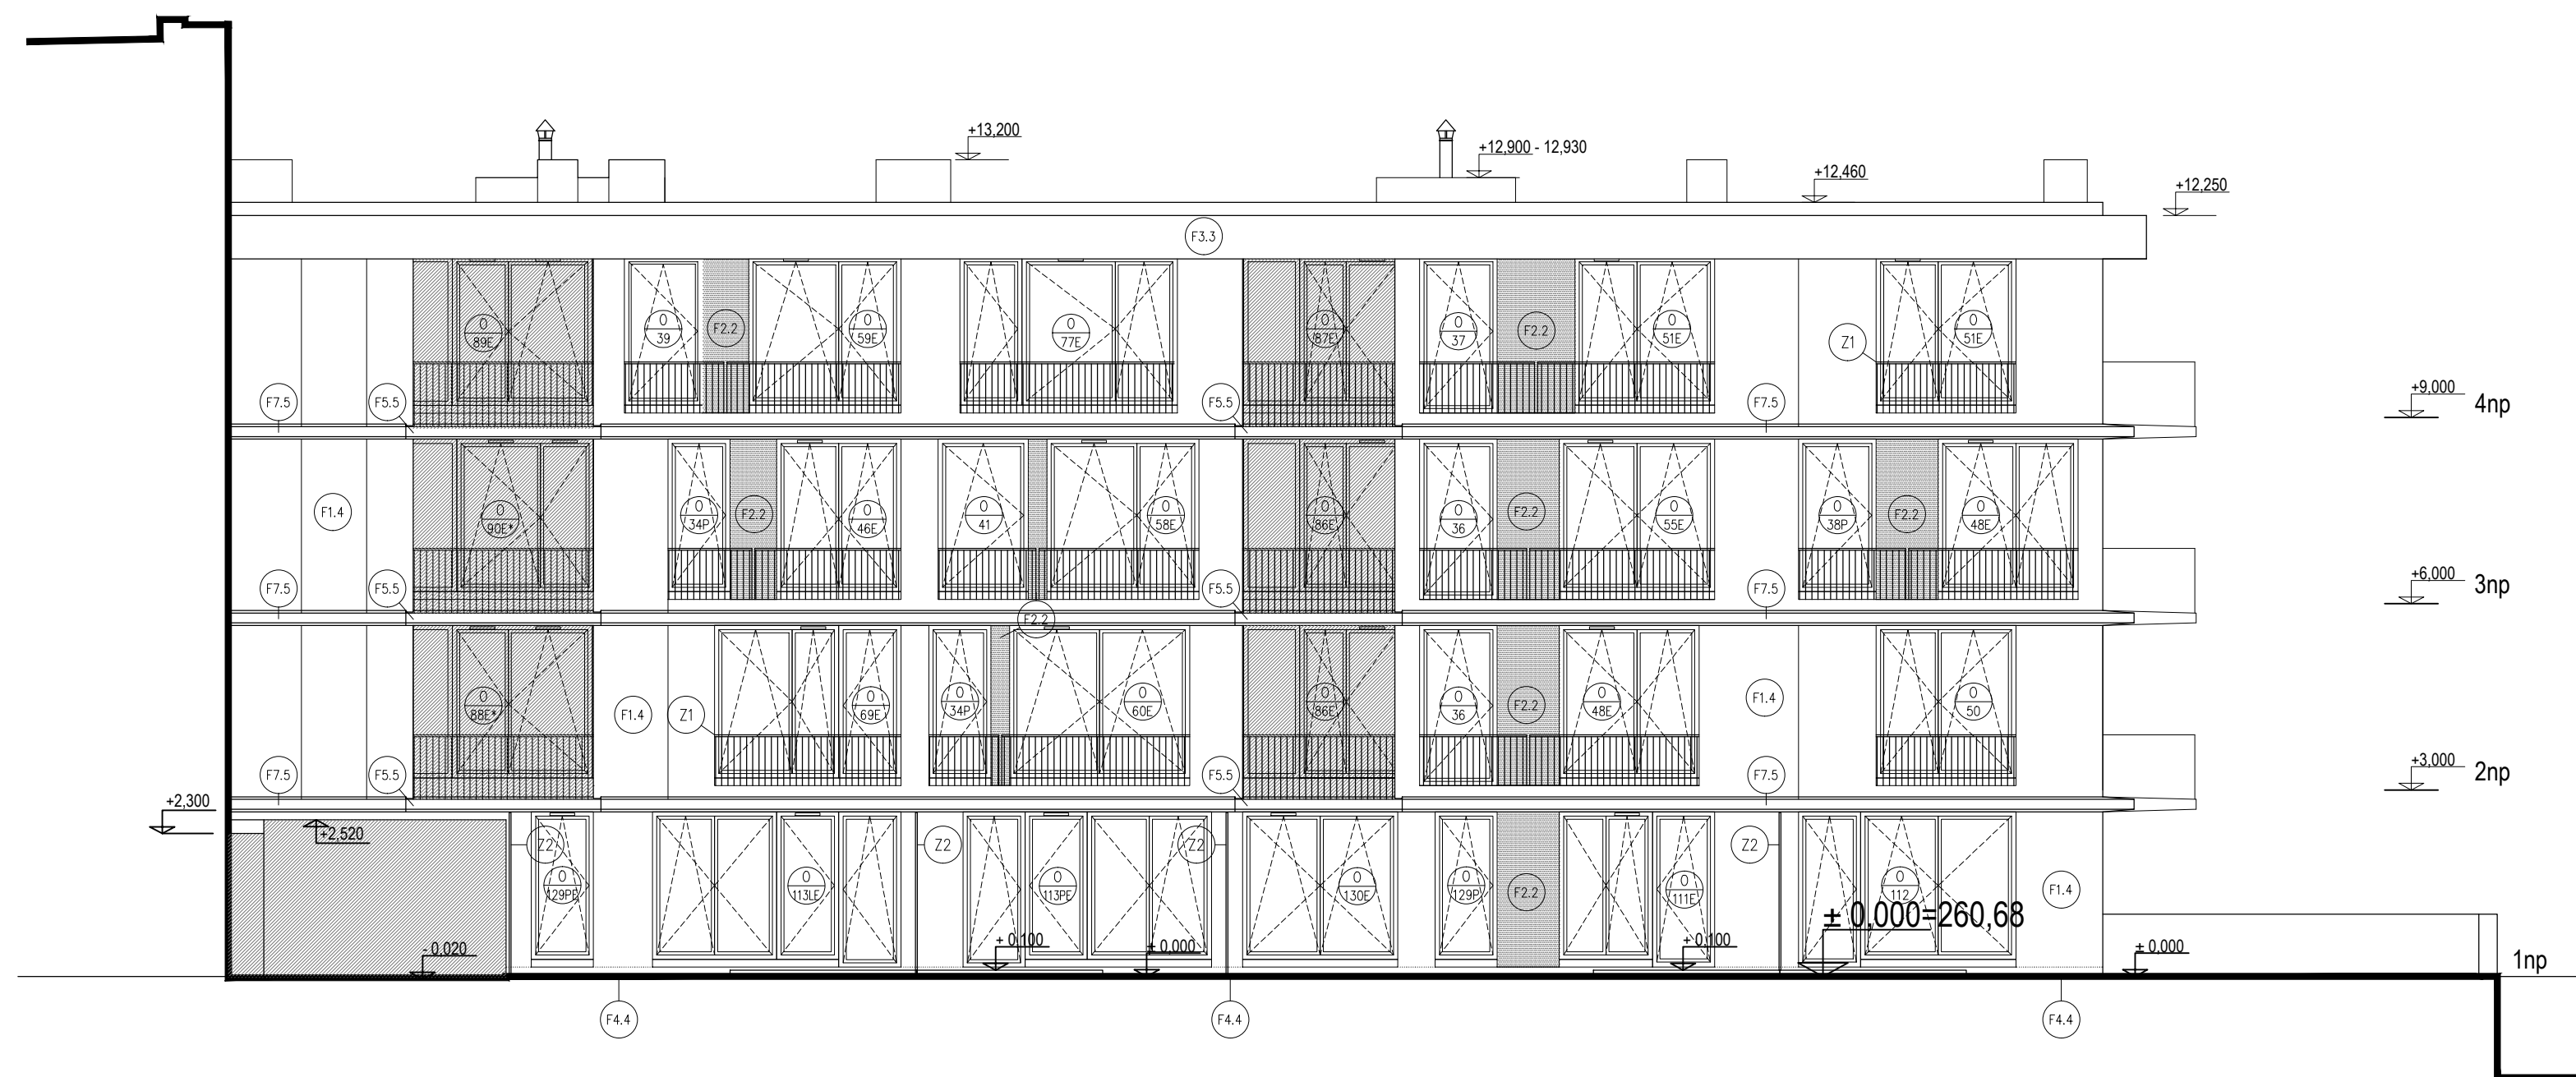 +13,200
+12,900 - 12,930
+12,460
+12,250
F3.3
O 89E
O 39
F2.2
O 59E
O 77E
O 87E
O 37
F2.2
O 51E
Z1
O 51E
F7.5
F5.5
F5.5
F7.5
+9,000
4np
F1.4
O 90E*
O 34P
F2.2
O 46E
O 41
O 58E
O 86E
O 36
F2.2
O 55E
O 38P
F2.2
O 48E
F7.5
F5.5
F5.5
F7.5
+6,000
3np
F2.2
O 88E*
F1.4
Z1
O 69E
O 34P
O 60E
O 86E
O 36
F2.2
O 48E
F1.4
O 50
F7.5
F5.5
F5.5
F7.5
+3,000
2np
+2,300
+2,520
Z2
Z2
Z2
Z2
O 129PE
O 113LE
O 113PE
O 130E
O 129P
F2.2
O 111E
O 112
F1.4
± 0,000=260,68
- 0,020
+ 0,100
± 0,000
+ 0,100
± 0,000
1np
F4.4
F4.4
F4.4